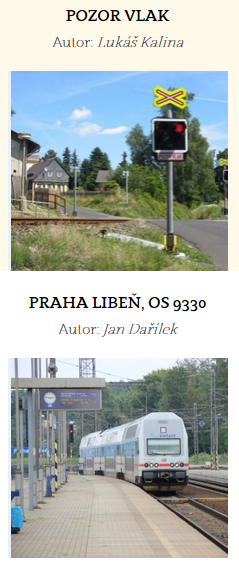 POZOR VLAK
Autor: Lukáš Kalina
PRAHA LIBEŇ, OS 9330
Autor: Jan Dařílek